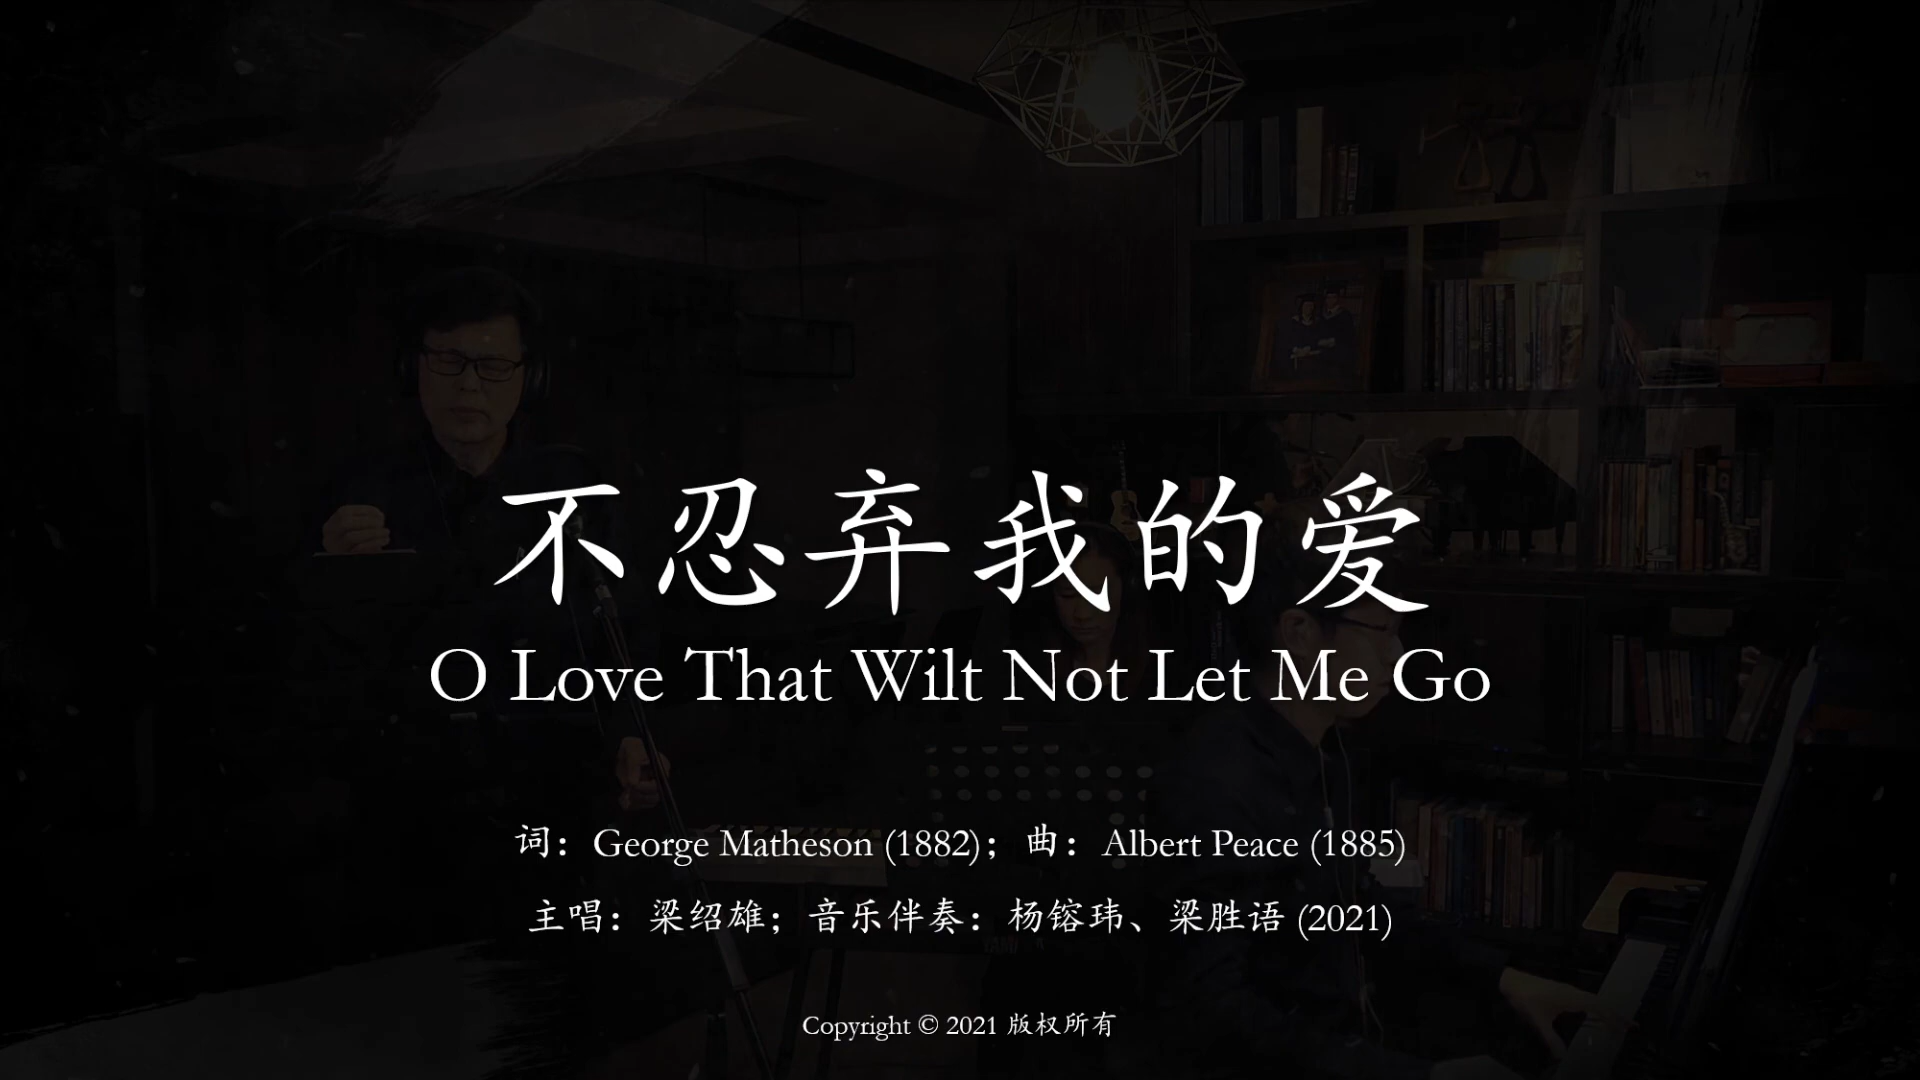 不忍弃我的爱
O Love That Wilt Not Let Me Go
词：George Matheson (1882)；曲：Albert Peace (1885)
主唱：梁绍雄；音乐伴奏：杨镕玮、梁胜语 (2021)
Copyright © 2021 版权所有